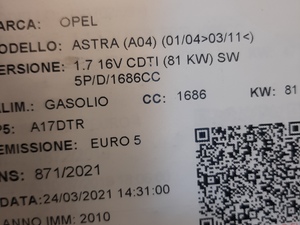 ARCA: OPEL
ODELLO: ASTRA (A04) (01/04>03/11<)
ERSIONE: 1.7 16V CDTI (81 KW) SW
5P/D/1686CC
ALIM.: GASOLIO CC: 1686 KW: 81
P5: A17DTR
EMISSIONE: EURO 5
NS: 871/2021
DATA: 24/03/2021 14:31:00
ANNO IMM: 2010